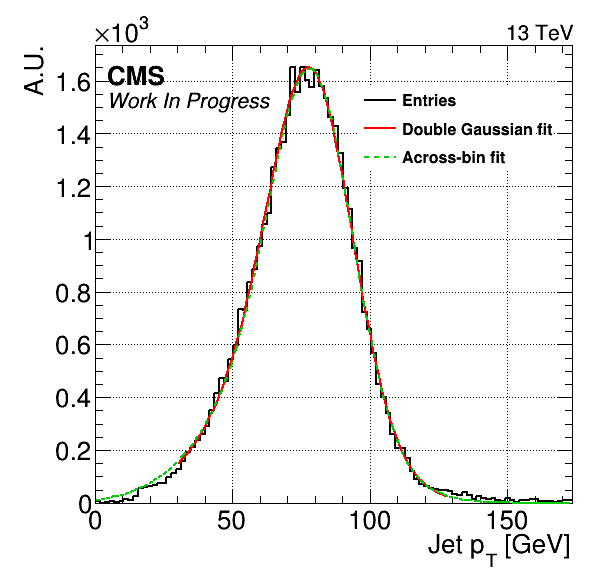 ×10³
13 TeV
A.U.
CMS
Work In Progress
Entries
Double Gaussian fit
Across-bin fit
1.6
1.4
1.2
1
0.8
0.6
0.4
0.2
0
0 50 100 150
Jet p_T [GeV]